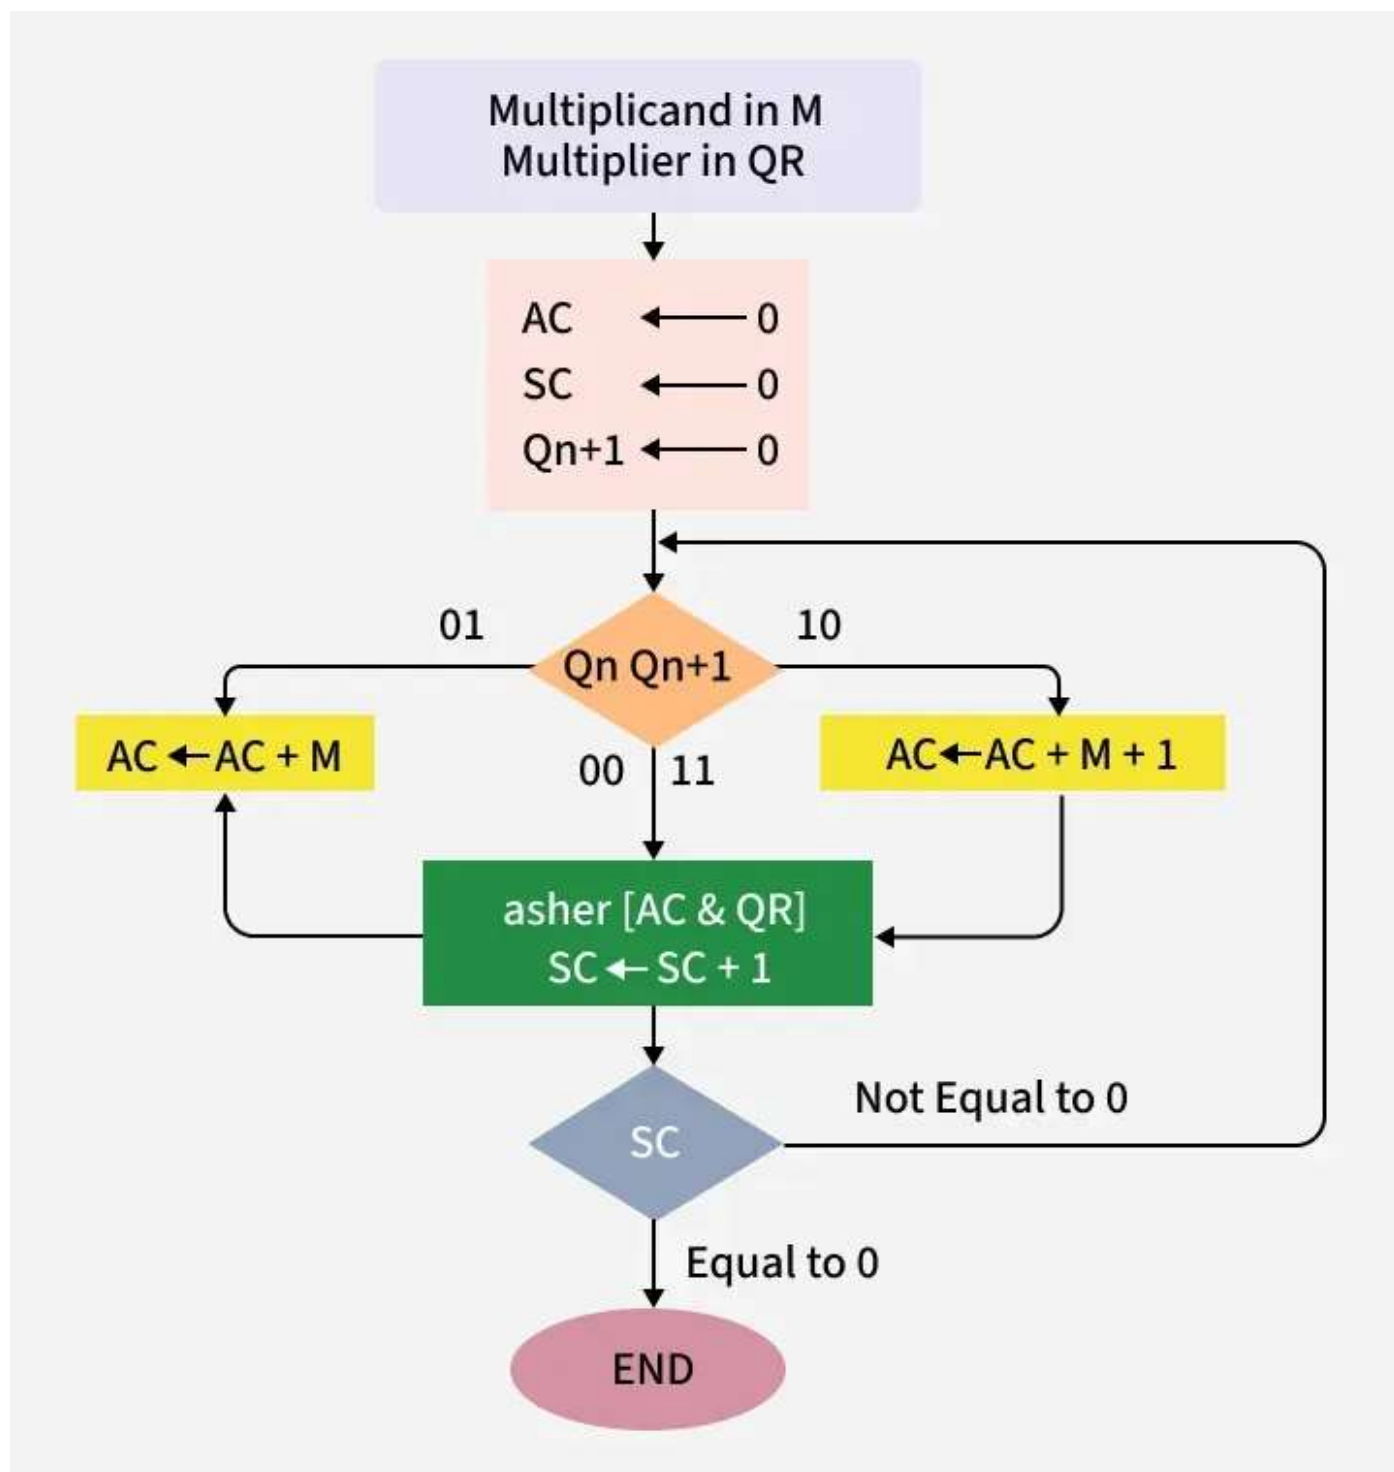 Multiplicand in M
Multiplier in QR
AC ← 0
SC ← 0
Qn+1 ← 0
01
10
Qn Qn+1
AC ← AC + M
AC ← AC + M + 1
00 11
asher [AC & QR]
SC ← SC + 1
Not Equal to 0
SC
Equal to 0
END